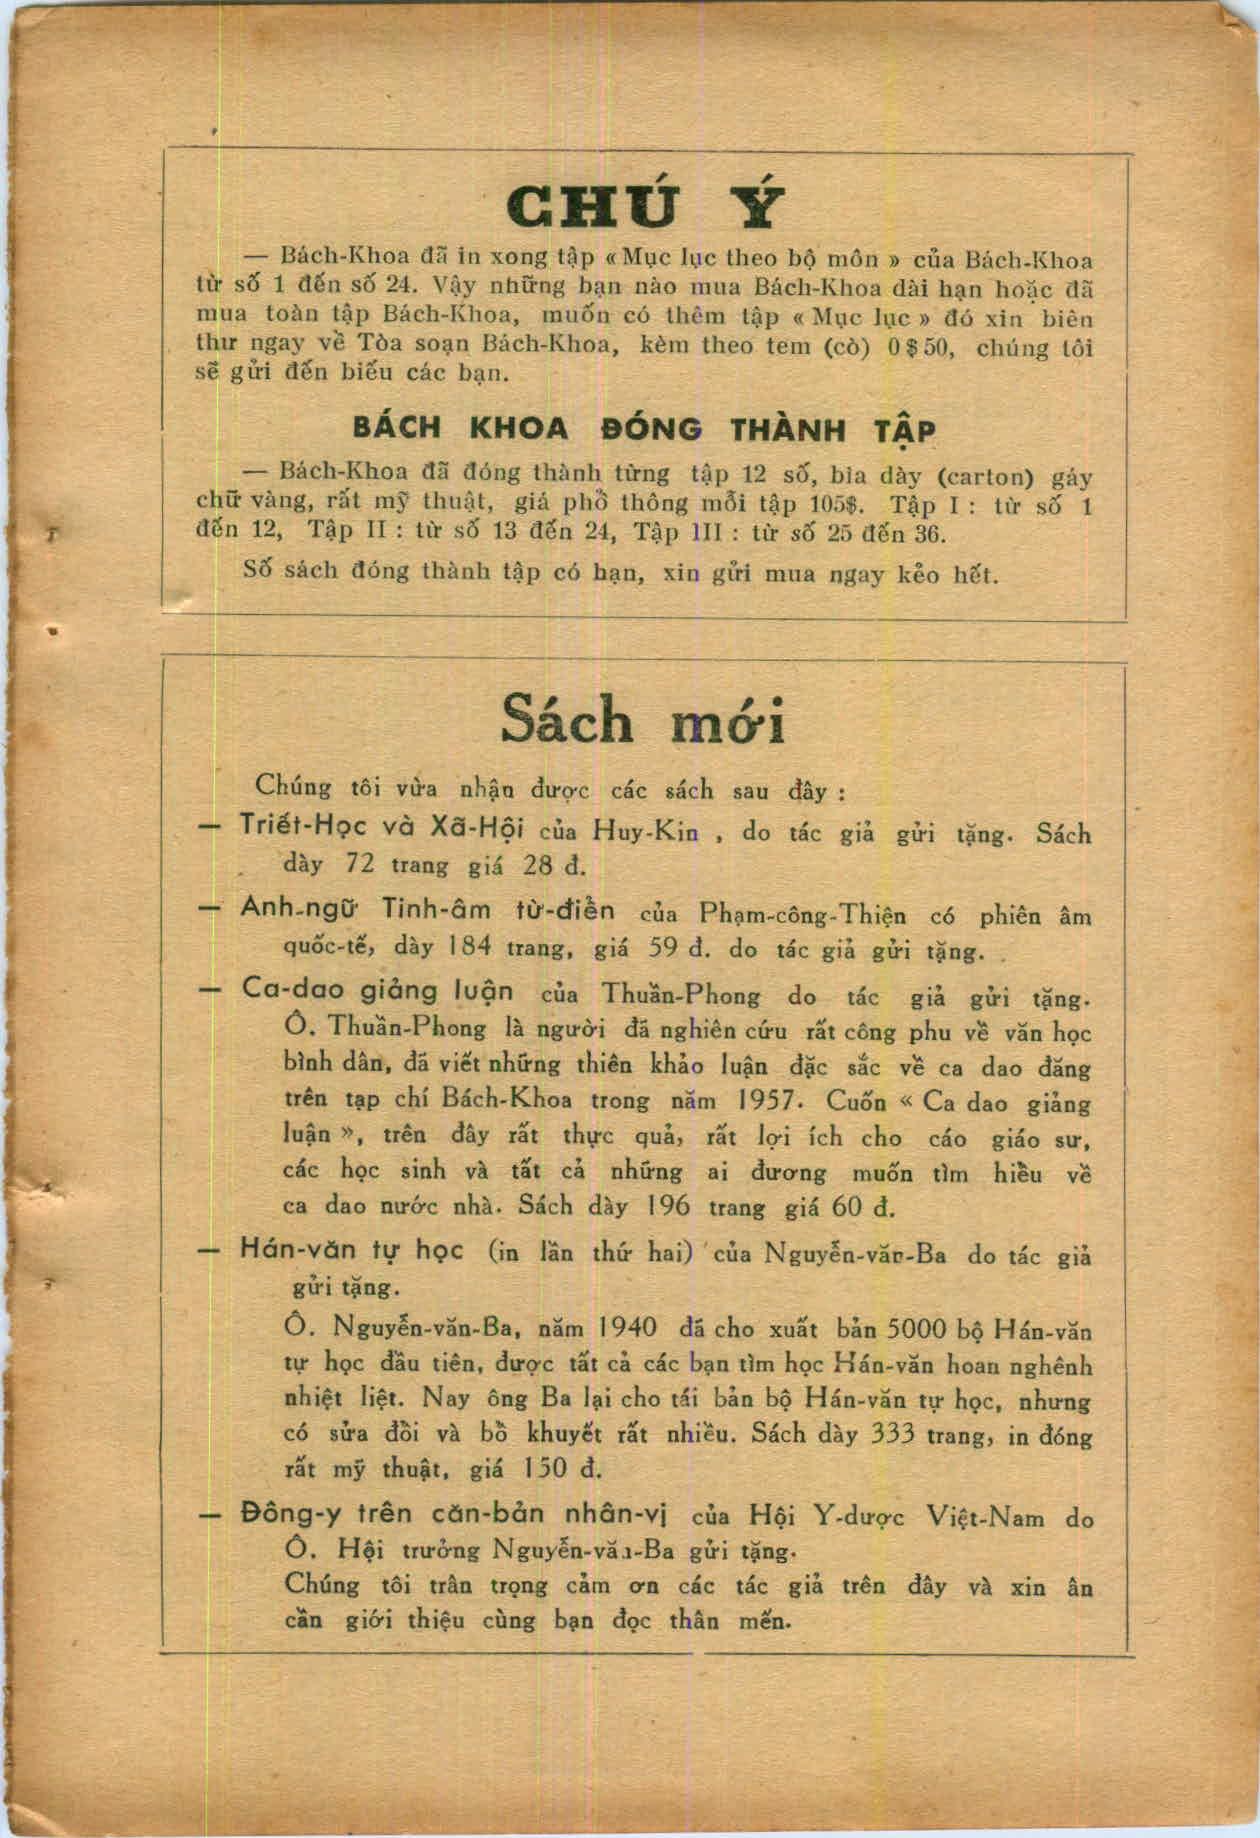 CHÚ Ý
— Bách-Khoa đã in xong tập « Mục lục theo bộ môn » của Bách-Khoa
từ số 1 đến số 24. Vậy những bạn nào mua Bách-Khoa dài hạn hoặc đã
mua toàn tập Bách-Khoa, muốn có thêm tập « Mục lục » đó xin biên
thư ngay về Tòa soạn Bách-Khoa, kèm theo tem (cò) 0$50, chúng tôi
sẽ gửi đến biếu các bạn.
BÁCH KHOA ĐÓNG THÀNH TẬP
— Bách-Khoa đã đóng thành từng tập 12 số, bìa dày (carton) gáy
chữ vàng, rất mỹ thuật, giá phổ thông mỗi tập 105$. Tập I : từ số 1
đến 12, Tập II : từ số 13 đến 24, Tập III : từ số 25 đến 36.
Số sách đóng thành tập có hạn, xin gửi mua ngay kẻo hết.
Sách mới
Chúng tôi vừa nhận được các sách sau đây :
— Triết-Học và Xã-Hội của Huy-Kin , do tác giả gửi tặng. Sách
dày 72 trang giá 28 đ.
— Anh-ngữ Tinh-âm từ-điển của Phạm-công-Thiện có phiên âm
quốc-tế, dày 184 trang, giá 59 đ. do tác giả gửi tặng.
— Ca-dao giảng luận của Thuần-Phong do tác giả gửi tặng.
Ô. Thuần-Phong là người đã nghiên cứu rất công phu về văn học
bình dân, đã viết những thiên khảo luận đặc sắc về ca dao đăng
trên tạp chí Bách-Khoa trong năm 1957. Cuốn « Ca dao giảng
luận », trên đây rất thực quả, rất lợi ích cho cáo giáo sư,
các học sinh và tất cả những ai đương muốn tìm hiều về
ca dao nước nhà. Sách dày 196 trang giá 60 đ.
— Hán-văn tự học (in lần thứ hai) của Nguyễn-văn-Ba do tác giả
gửi tặng.
Ô. Nguyễn-văn-Ba, năm 1940 đã cho xuất bản 5000 bộ Hán-văn
tự học đầu tiên, được tất cả các bạn tìm học Hán-văn hoan nghênh
nhiệt liệt. Nay ông Ba lại cho tái bản bộ Hán-văn tự học, nhưng
có sửa đồi và bồ khuyết rất nhiều. Sách dày 333 trang, in đóng
rất mỹ thuật, giá 150 đ.
— Đông-y trên căn-bản nhân-vị của Hội Y-dược Việt-Nam do
Ô. Hội trưởng Nguyễn-văn-Ba gửi tặng.
Chúng tôi trân trọng cảm ơn các tác giả trên đây và xin ân
cần giới thiệu cùng bạn đọc thân mến.